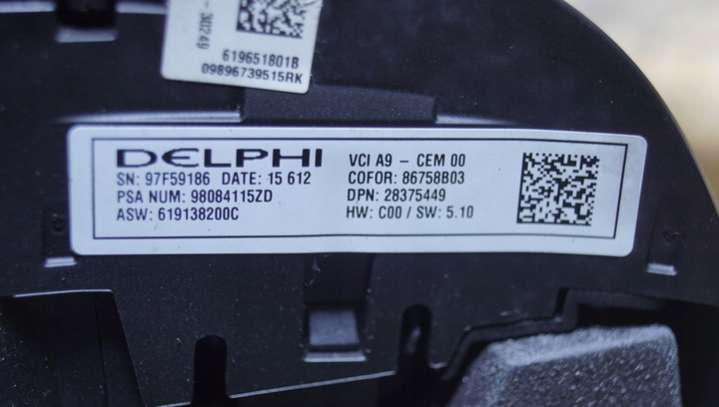 - 30249
619651801B
09896739515RK
DELPHI
SN: 97F59186 DATE: 15 612
PSA NUM: 98084115ZD
ASW: 619138200C
VCI A9 - CEM 00
COFOR: 86758B03
DPN: 28375449
HW: C00 / SW: 5.10